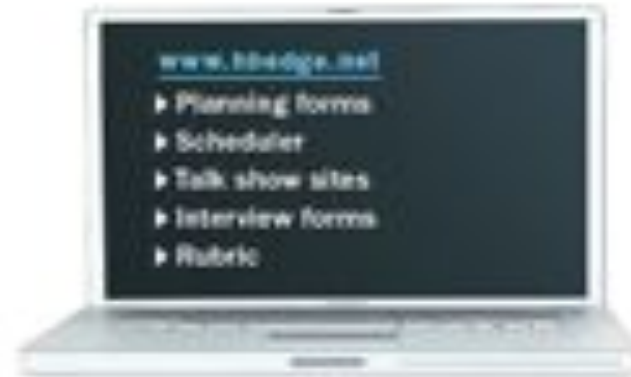 www.hbedge.net
▸ Planning forms
▸ Scheduler
▸ Talk show sites
▸ Interview forms
▸ Rubric